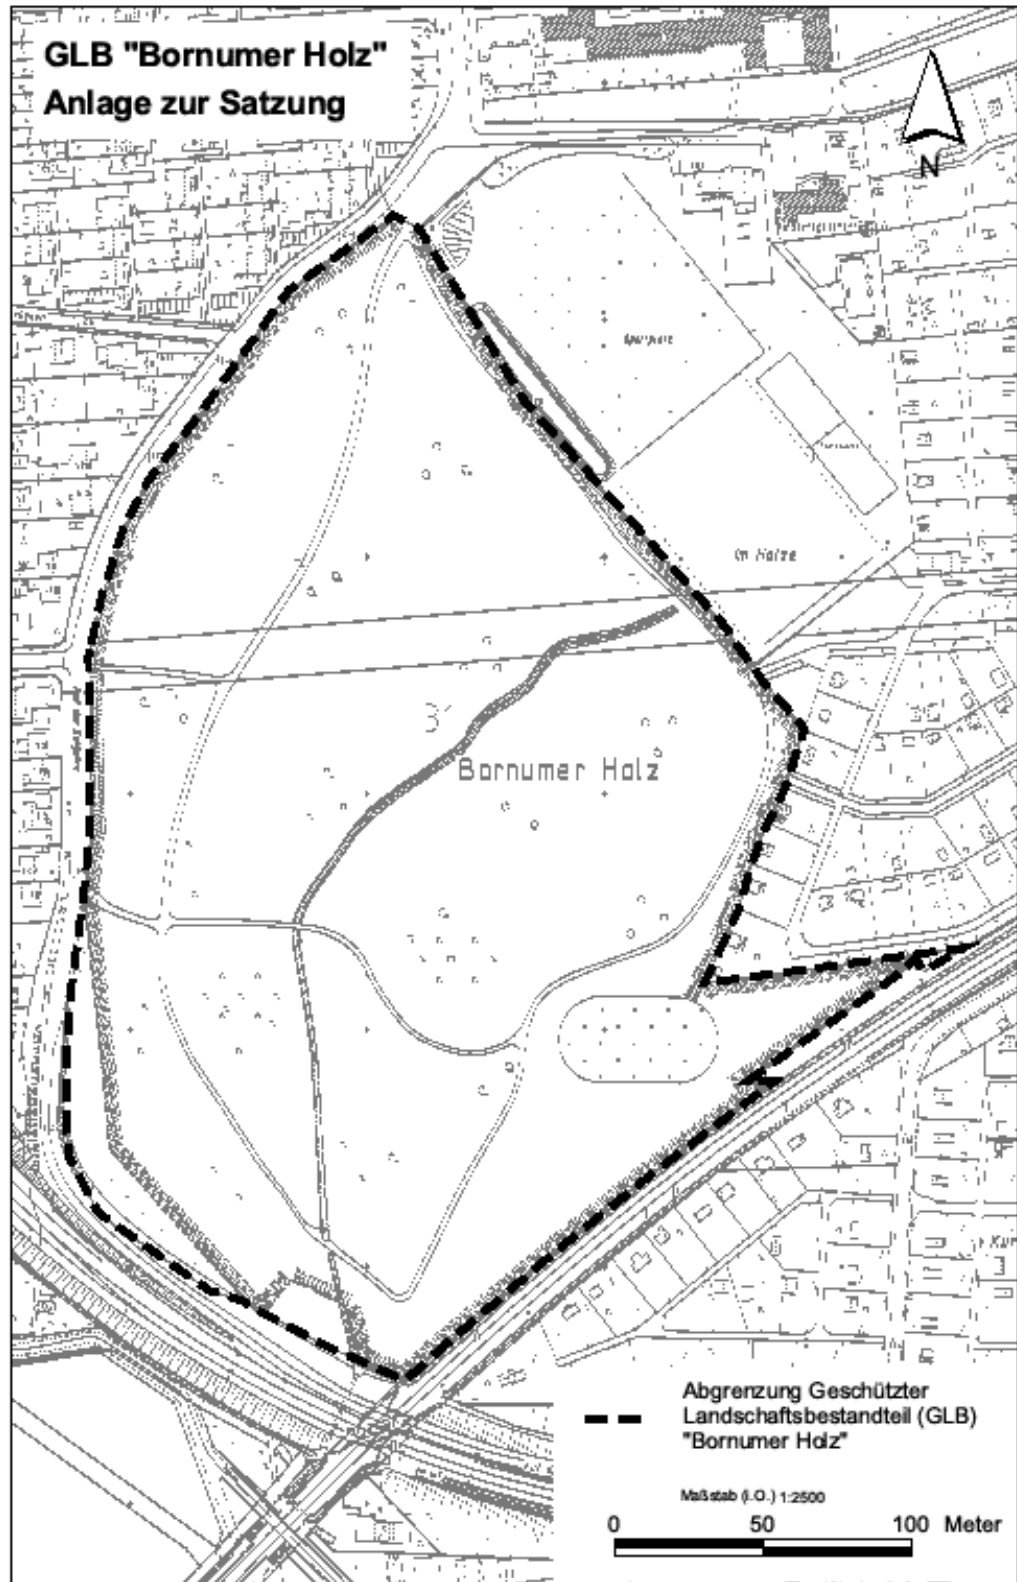 GLB "Bornumer Holz"
Anlage zur Satzung
N
Sportplatz
Im Holze
Bornumer Holz
Abgrenzung Geschützter
Landschaftsbestandteil (GLB)
"Bornumer Holz"
Maßstab (i.O.) 1:2500
0 50 100 Meter